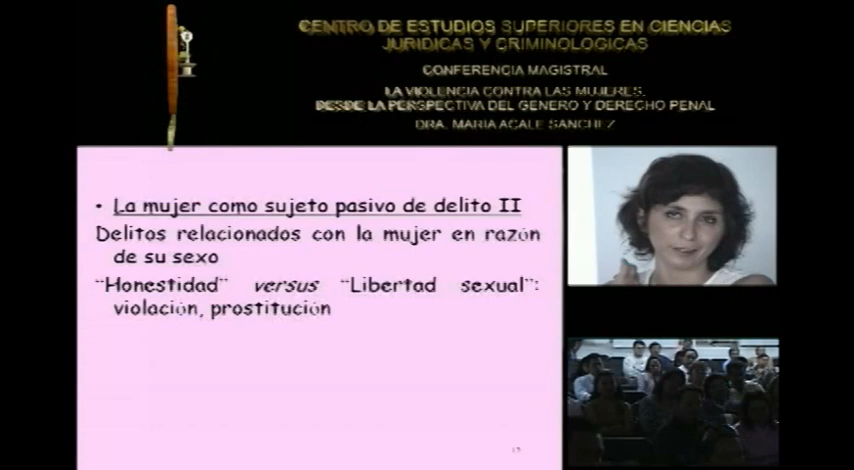 CENTRO DE ESTUDIOS SUPERIORES EN CIENCIAS
JURIDICAS Y CRIMINOLOGICAS
CONFERENCIA MAGISTRAL
LA VIOLENCIA CONTRA LAS MUJERES.
DESDE LA PERSPECTIVA DEL GENERO Y DERECHO PENAL
DRA. MARIA ACALE SANCHEZ
• La mujer como sujeto pasivo de delito II
Delitos relacionados con la mujer en razón
de su sexo
"Honestidad" versus "Libertad sexual":
violación, prostitución